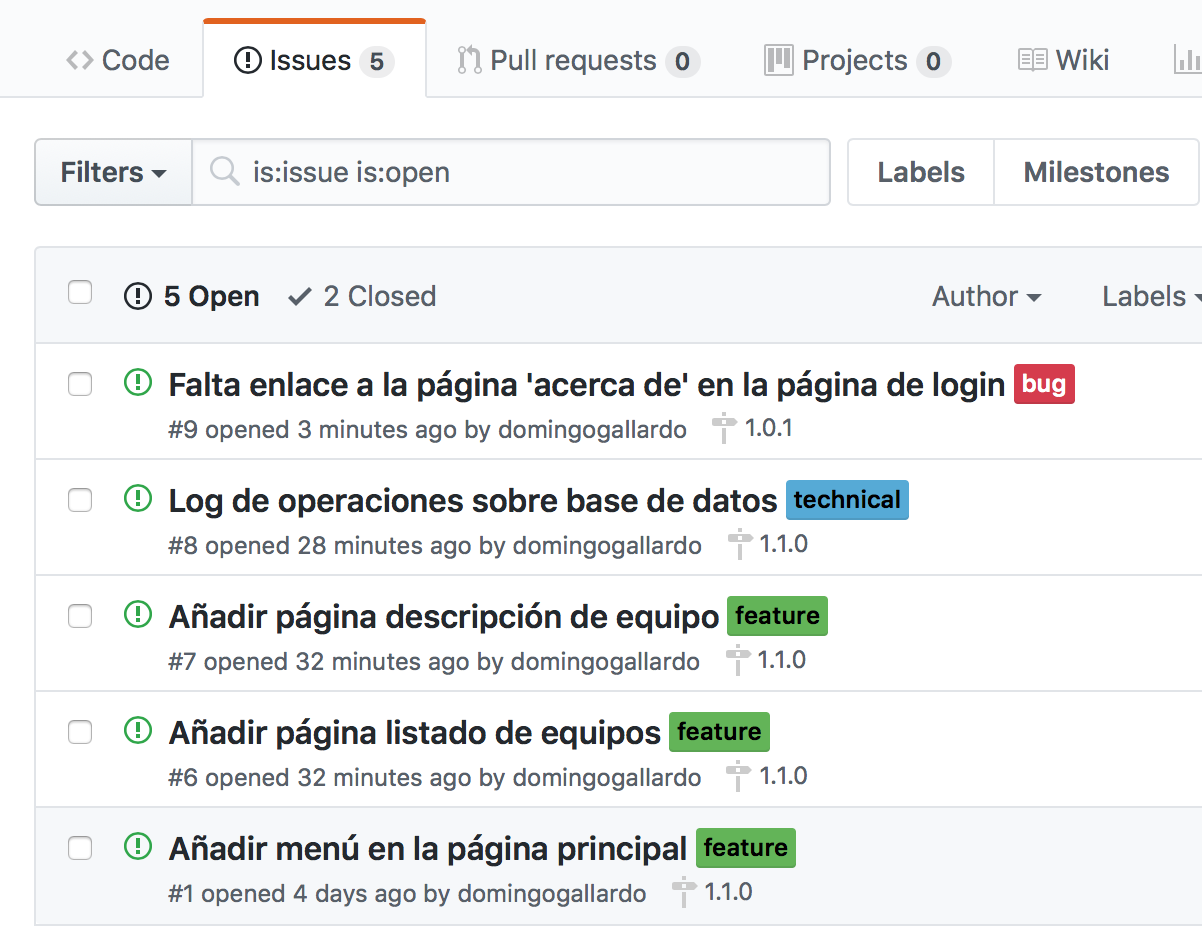 Code Issues 5 Pull requests 0 Projects 0 Wiki
Filters is:issue is:open Labels Milestones
5 Open 2 Closed Author Labels
Falta enlace a la página 'acerca de' en la página de login bug
#9 opened 3 minutes ago by domingogallardo 1.0.1
Log de operaciones sobre base de datos technical
#8 opened 28 minutes ago by domingogallardo 1.1.0
Añadir página descripción de equipo feature
#7 opened 32 minutes ago by domingogallardo 1.1.0
Añadir página listado de equipos feature
#6 opened 32 minutes ago by domingogallardo 1.1.0
Añadir menú en la página principal feature
#1 opened 4 days ago by domingogallardo 1.1.0